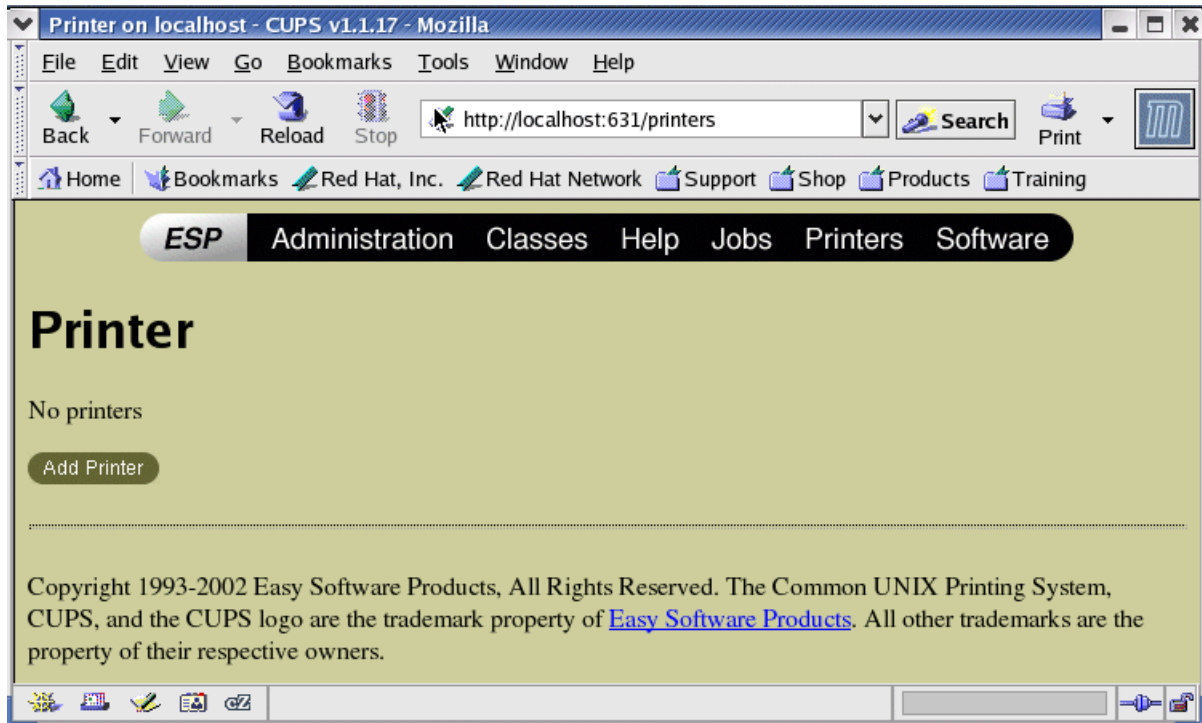 Printer on localhost - CUPS v1.1.17 - Mozilla
File Edit View Go Bookmarks Tools Window Help
Back Forward Reload Stop http://localhost:631/printers Search Print
Home Bookmarks Red Hat, Inc. Red Hat Network Support Shop Products Training
ESP Administration Classes Help Jobs Printers Software
Printer
No printers
Add Printer
Copyright 1993-2002 Easy Software Products, All Rights Reserved. The Common UNIX Printing System,
CUPS, and the CUPS logo are the trademark property of Easy Software Products. All other trademarks are the
property of their respective owners.